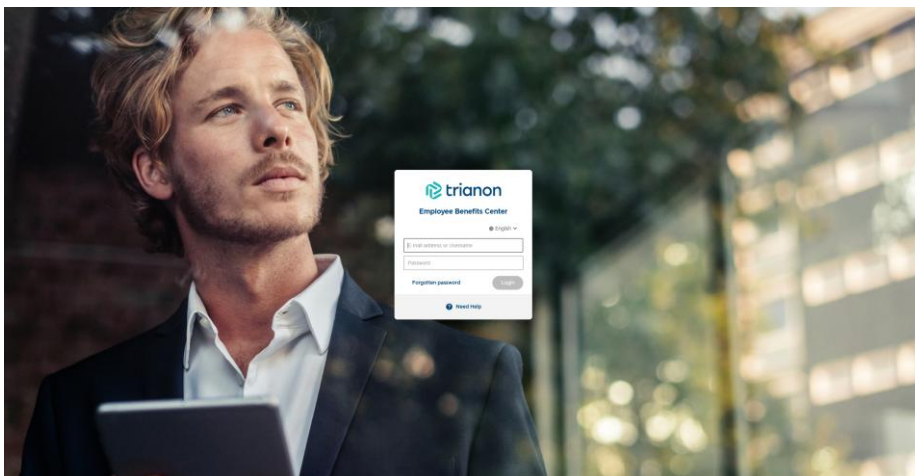 trianon
Employee Benefits Center
English
E-mail address or Username
Password
Forgotten password
Login
Need Help